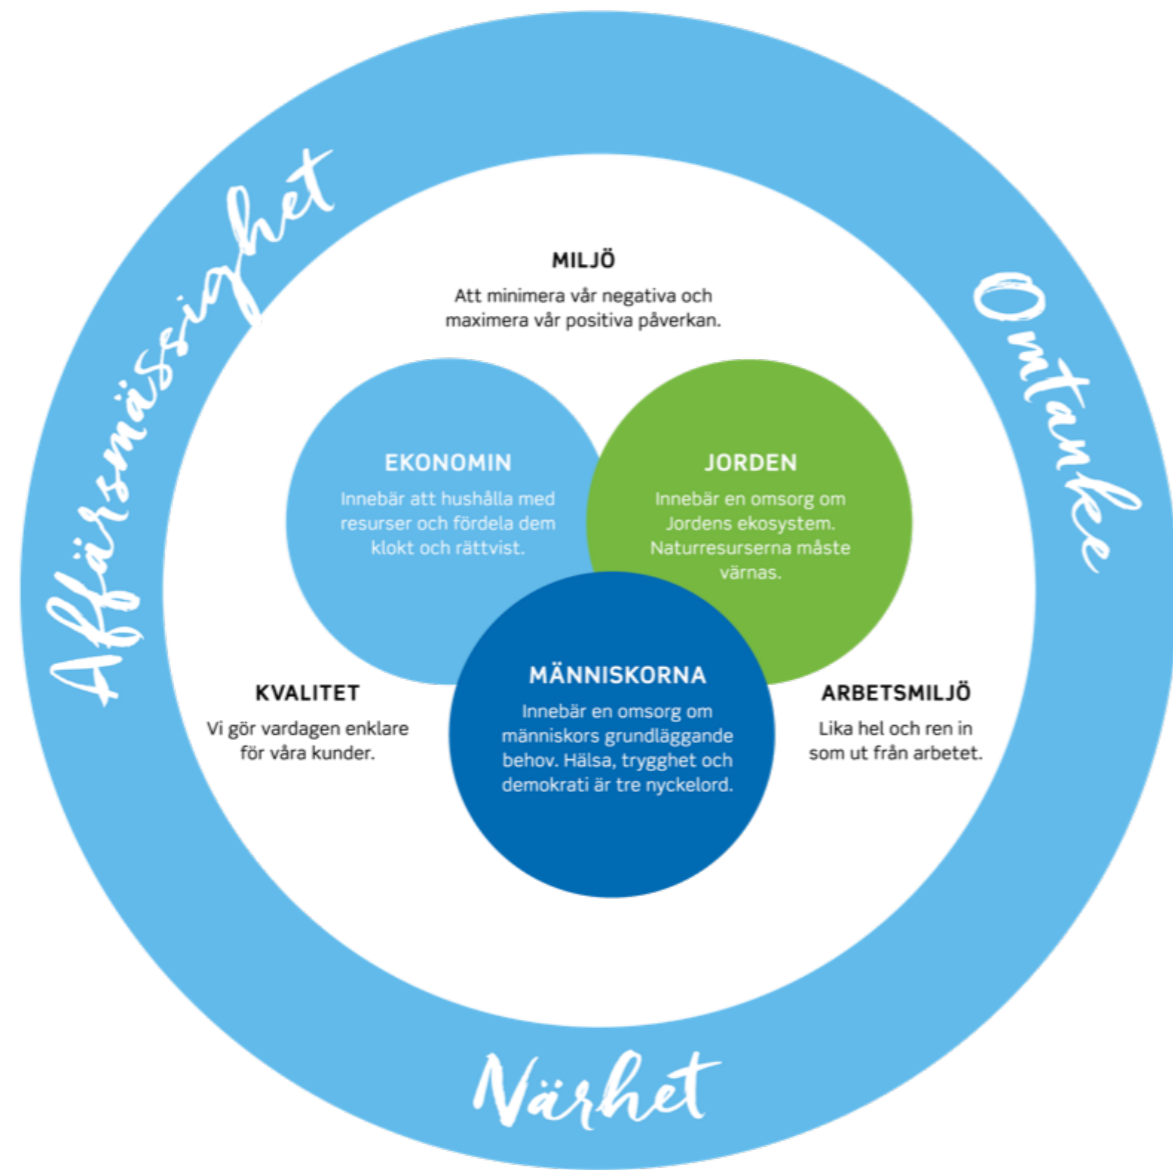 Affärsmässighet
Omtanke
MILJÖ
Att minimera vår negativa och
maximera vår positiva påverkan.
EKONOMIN
Innebär att hushålla med
resurser och fördela dem
klokt och rättvist.
JORDEN
Innebär en omsorg om
Jordens ekosystem.
Naturresurserna måste
värnas.
KVALITET
Vi gör vardagen enklare
för våra kunder.
MÄNNISKORNA
Innebär en omsorg om
människors grundläggande
behov. Hälsa, trygghet och
demokrati är tre nyckelord.
ARBETSMILJÖ
Lika hel och ren in
som ut från arbetet.
Närhet